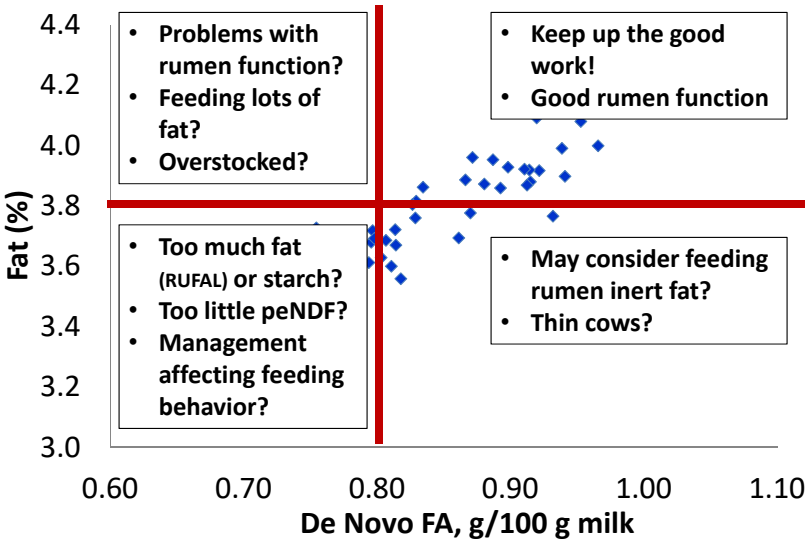 4.4
4.2
4.0
3.8
3.6
3.4
3.2
3.0
Fat (%)
• Problems with
rumen function?
• Feeding lots of
fat?
• Overstocked?
• Keep up the good
work!
• Good rumen function
• Too much fat
(RUFAL) or starch?
• Too little peNDF?
• Management
affecting feeding
behavior?
• May consider feeding
rumen inert fat?
• Thin cows?
0.60 0.70 0.80 0.90 1.00 1.10
De Novo FA, g/100 g milk